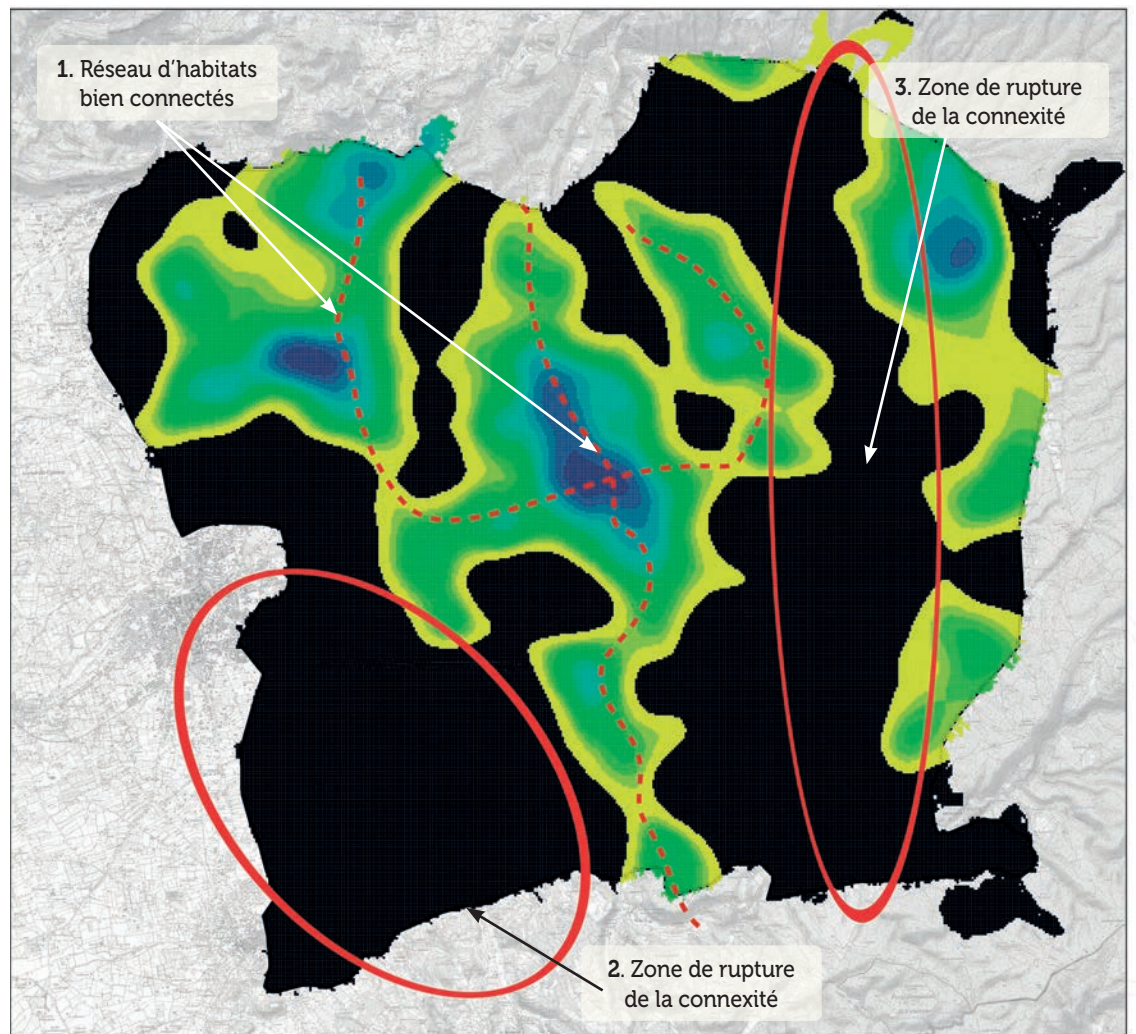 1. Réseau d'habitats
bien connectés
3. Zone de rupture
de la connexité
2. Zone de rupture
de la connexité